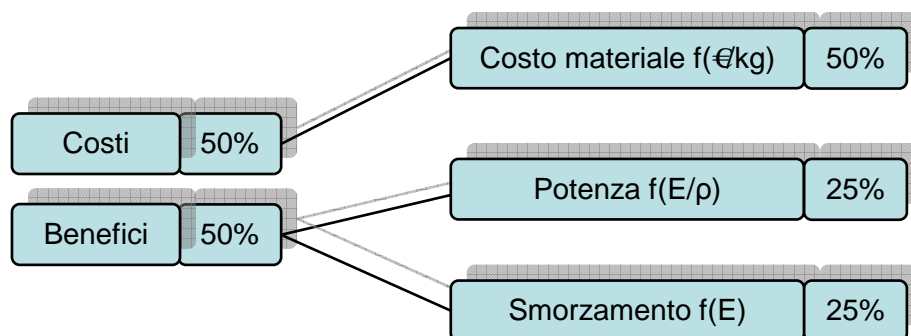 Costo materiale f(€/kg) 50%
Costi 50%
Potenza f(E/ρ) 25%
Benefici 50%
Smorzamento f(E) 25%